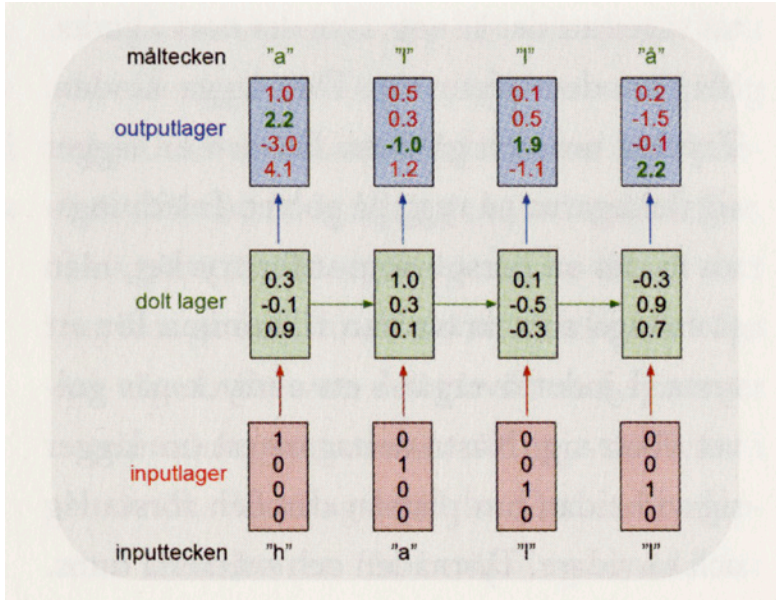 måltecken "a" "l" "l" "å"
outputlager
1.0 0.5 0.1 0.2
2.2 0.3 0.5 -1.5
-3.0 -1.0 1.9 -0.1
4.1 1.2 -1.1 2.2
dolt lager
0.3 1.0 0.1 -0.3
-0.1 0.3 -0.5 0.9
0.9 0.1 -0.3 0.7
inputlager
1 0 0 0
0 1 0 0
0 0 1 1
0 0 0 0
inputtecken "h" "a" "l" "l"